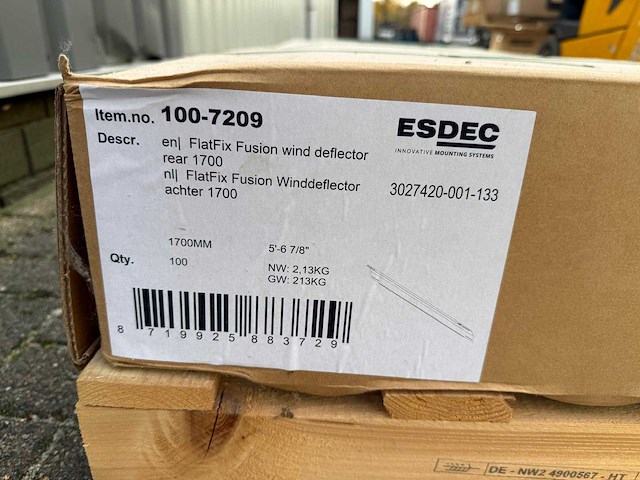 Item.no. 100-7209
ESDEC
INNOVATIVE MOUNTING SYSTEMS
Descr. en| FlatFix Fusion wind deflector
rear 1700
nl| FlatFix Fusion Winddeflector
achter 1700
3027420-001-133
1700MM 5'-6 7/8"
Qty. 100
NW: 2,13KG
GW: 213KG
8 719925 883729
DE - NW2 4900567 - HT